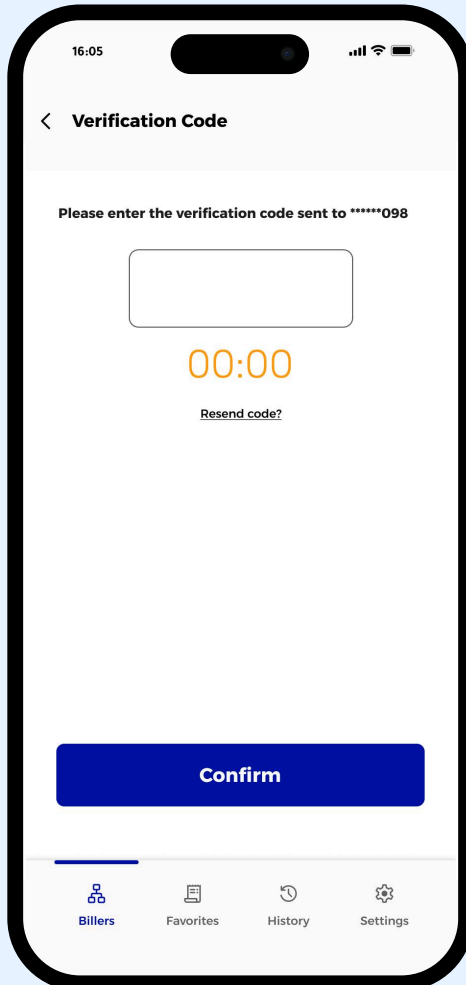 16:05
Verification Code
Please enter the verification code sent to ******098
00:00
Resend code?
Confirm
Billers
Favorites
History
Settings